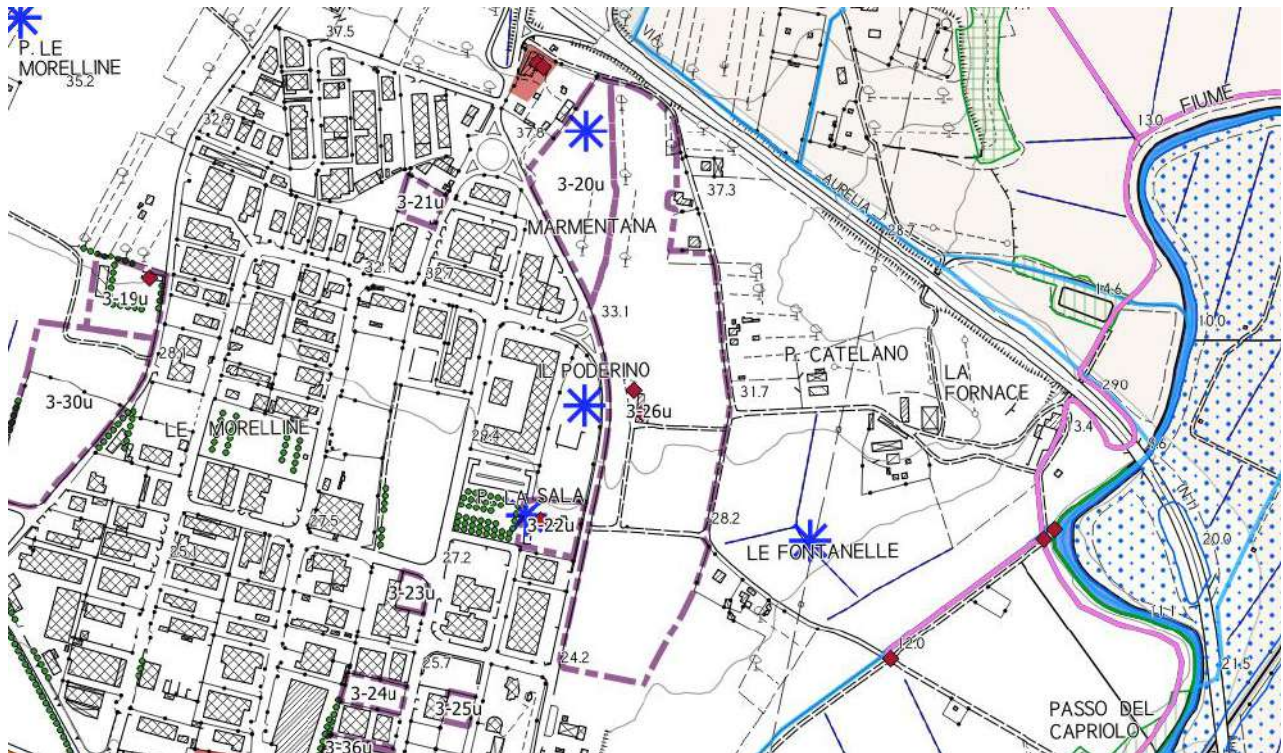 P. LE
MORELLINE
35.2
37.5
VIA
AURELIA
28.7
FIUME
13.0
32.9
37.8
3-20u
37.3
3-21u
MARMENTANA
32.1
32.7
3-19u
33.1
14.6
10.0
28.1
IL PODERINO
P. CATELANO
LA
FORNACE
290
31.7
3-26u
3-30u
LE MORELLINE
29.4
3.4
P. LA SALA
3-22u
27.5
25.1
27.2
28.2
LE FONTANELLE
20.0
3-23u
11.1
12.0
24.2
25.7
21.5
3-24u
3-25u
3-36u
PASSO DEL
CAPRIOLO